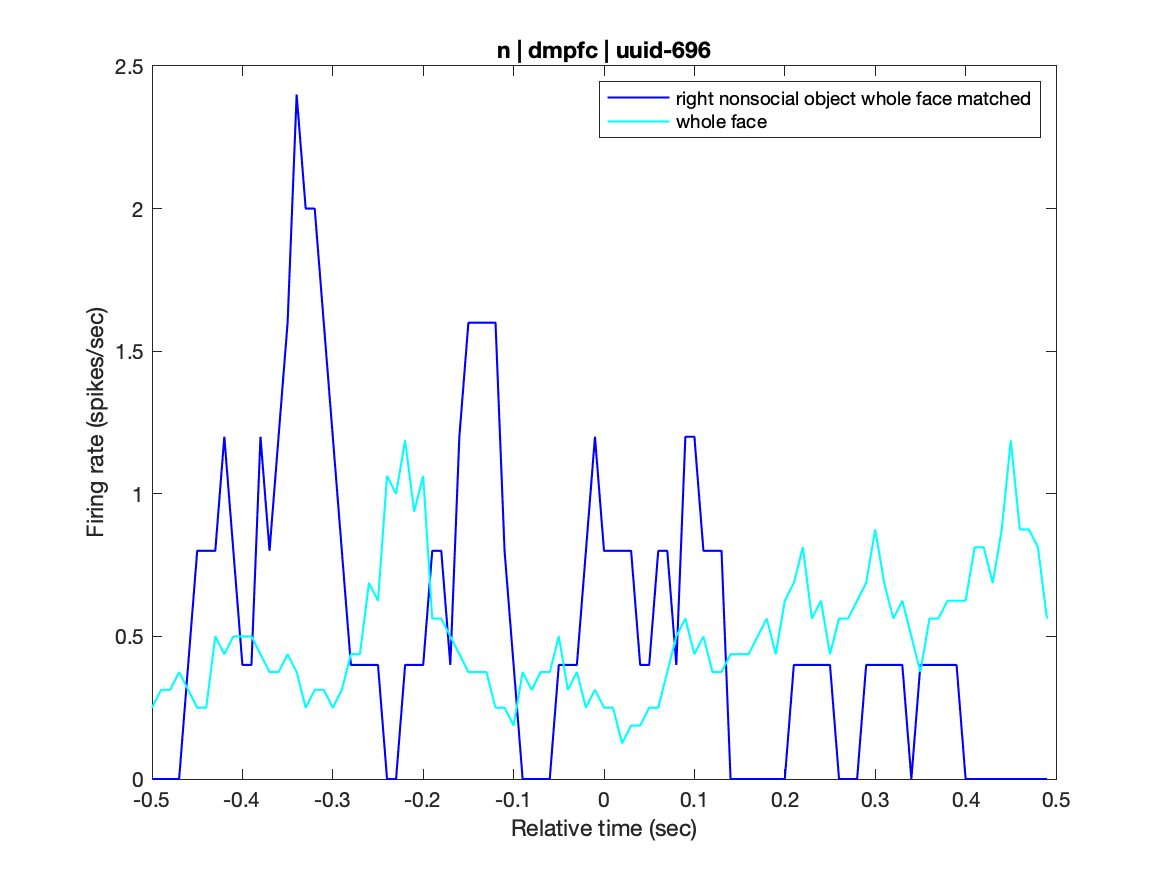 n | dmpfc | uuid-696
right nonsocial object whole face matched
whole face
2.5
2
1.5
1
0.5
0
Firing rate (spikes/sec)
-0.5 -0.4 -0.3 -0.2 -0.1 0 0.1 0.2 0.3 0.4 0.5
Relative time (sec)